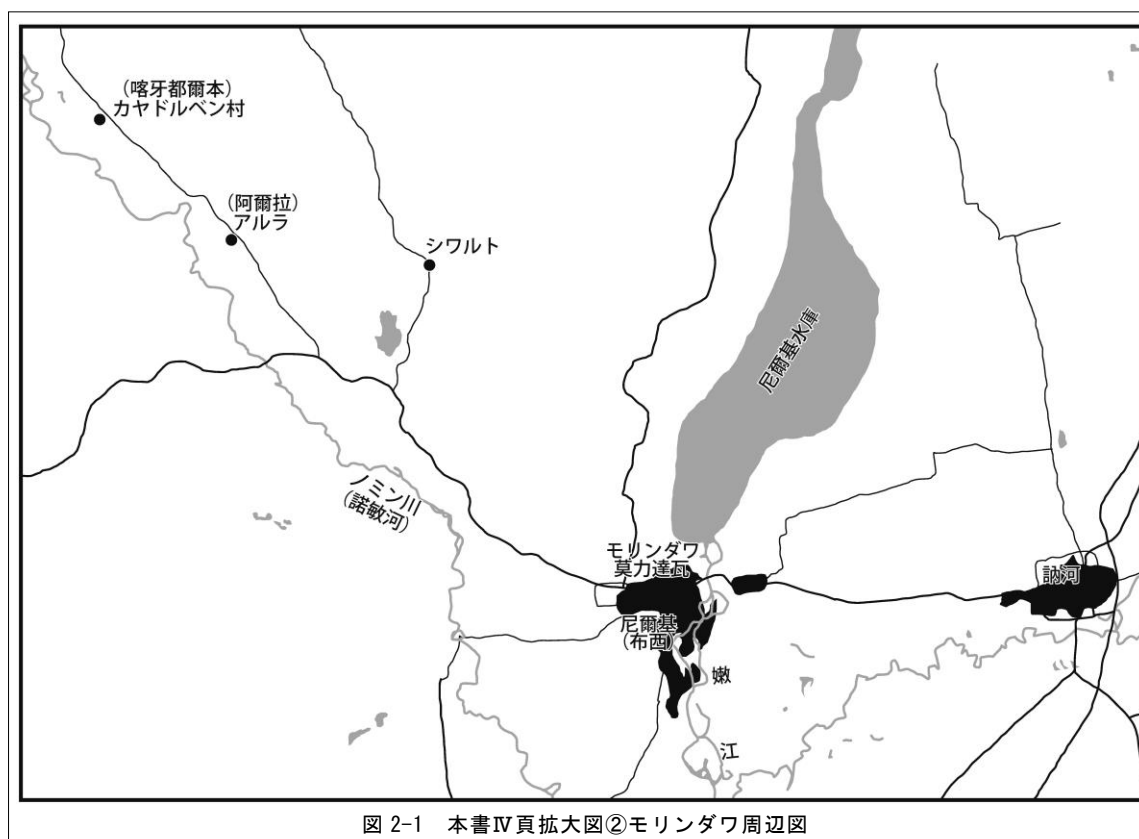 （喀牙都爾本）
カヤドルベン村
（阿爾拉）
アルラ
シワルト
尼爾基水庫
ノミン川
（諾敏河）
モリンダワ
莫力達瓦
訥河
尼爾基
（布西）
嫩
江
図 2-1　本書Ⅳ頁拡大図②モリンダワ周辺図